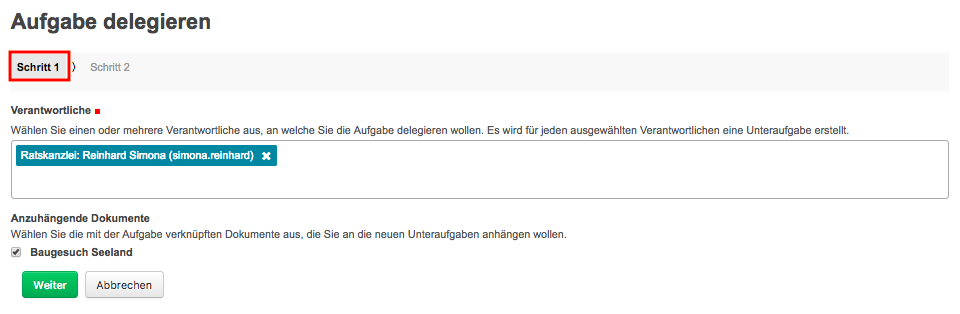 Aufgabe delegieren
Schritt 1 ⟩ Schritt 2
Verantwortliche
Wählen Sie einen oder mehrere Verantwortliche aus, an welche Sie die Aufgabe delegieren wollen. Es wird für jeden ausgewählten Verantwortlichen eine Unteraufgabe erstellt.
Ratskanzlei: Reinhard Simona (simona.reinhard) ×
Anzuhängende Dokumente
Wählen Sie die mit der Aufgabe verknüpften Dokumente aus, die Sie an die neuen Unteraufgaben anhängen wollen.
Baugesuch Seeland
Weiter Abbrechen